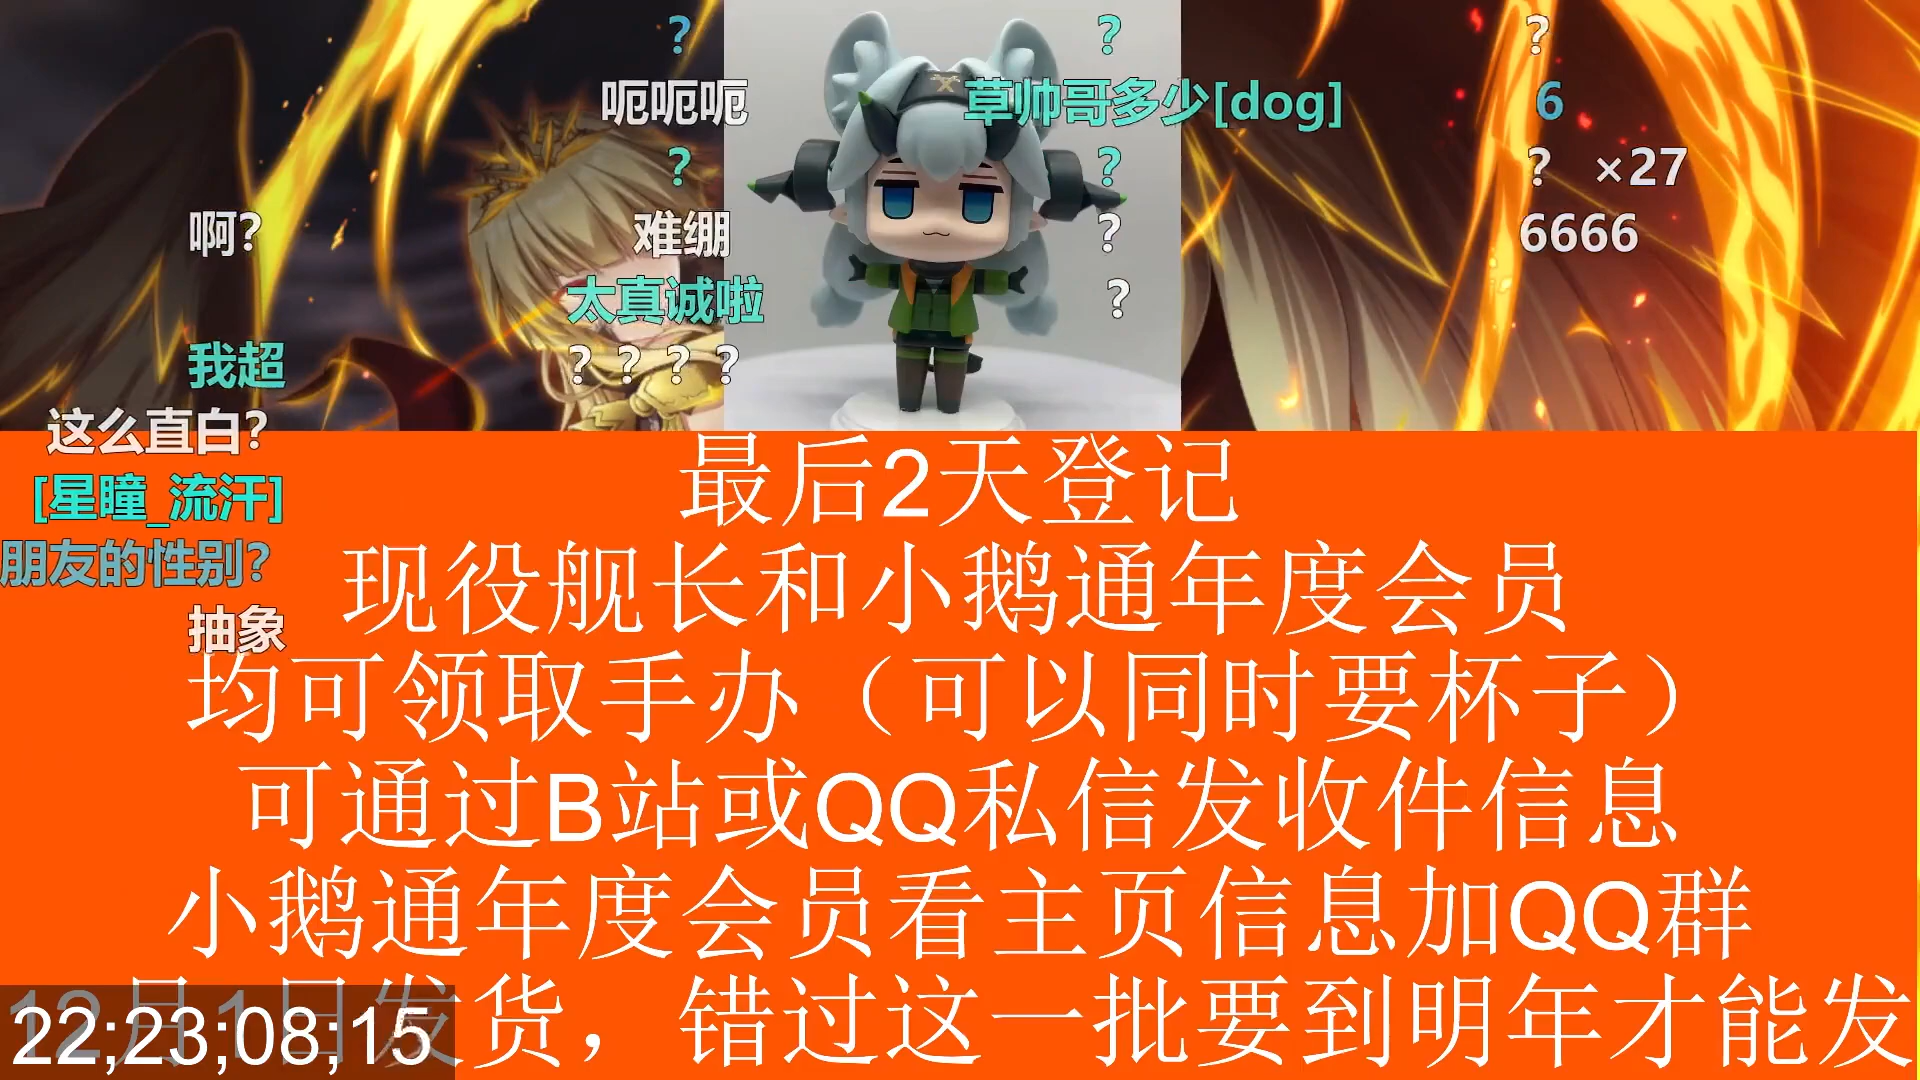 ？
？
？
呃呃呃
草帅哥多少[dog]
6
？
？
？ ×27
啊？
难绷
？
6666
太真诚啦
？
我超
？？？？
这么直白？
[星瞳_流汗]
朋友的性别？
抽象
最后2天登记
现役舰长和小鹅通年度会员
均可领取手办（可以同时要杯子）
可通过B站或QQ私信发收件信息
小鹅通年度会员看主页信息加QQ群
12月1日发货，错过这一批要到明年才能发
22;23;08;15